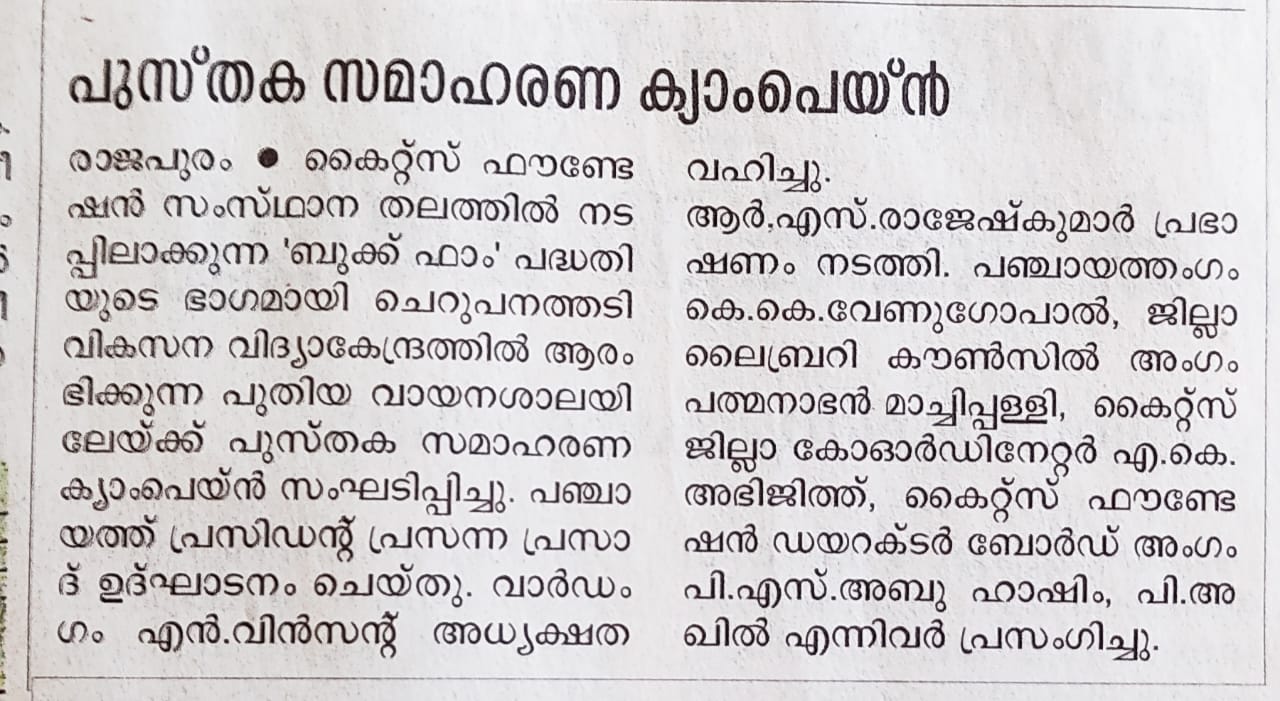 പുസ്തക സമാഹരണ ക്യാംപെയ്ൻ
രാജപുരം ● കൈറ്റ്സ് ഫൗണ്ടേ
ഷൻ സംസ്ഥാന തലത്തിൽ നട
പ്പിലാക്കുന്ന 'ബുക്ക് ഫാം' പദ്ധതി
യുടെ ഭാഗമായി ചെറുപനത്തടി
വികസന വിദ്യാകേന്ദ്രത്തിൽ ആരം
ഭിക്കുന്ന പുതിയ വായനശാലയി
ലേയ്ക്ക് പുസ്തക സമാഹരണ
ക്യാംപെയ്ൻ സംഘടിപ്പിച്ചു. പഞ്ചാ
യത്ത് പ്രസിഡന്റ് പ്രസന്ന പ്രസാ
ദ് ഉദ്ഘാടനം ചെയ്തു. വാർഡം
ഗം എൻ.വിൻസന്റ് അധ്യക്ഷത
വഹിച്ചു.
ആർ.എസ്.രാജേഷ്കുമാർ പ്രഭാ
ഷണം നടത്തി. പഞ്ചായത്തംഗം
കെ.കെ.വേണുഗോപാൽ, ജില്ലാ
ലൈബ്രറി കൗൺസിൽ അംഗം
പത്മനാഭൻ മാച്ചിപ്പള്ളി, കൈറ്റ്സ്
ജില്ലാ കോഓർഡിനേറ്റർ എ.കെ.
അഭിജിത്ത്, കൈറ്റ്സ് ഫൗണ്ടേ
ഷൻ ഡയറക്ടർ ബോർഡ് അംഗം
പി.എസ്.അബു ഹാഷിം, പി.അ
ഖിൽ എന്നിവർ പ്രസംഗിച്ചു.